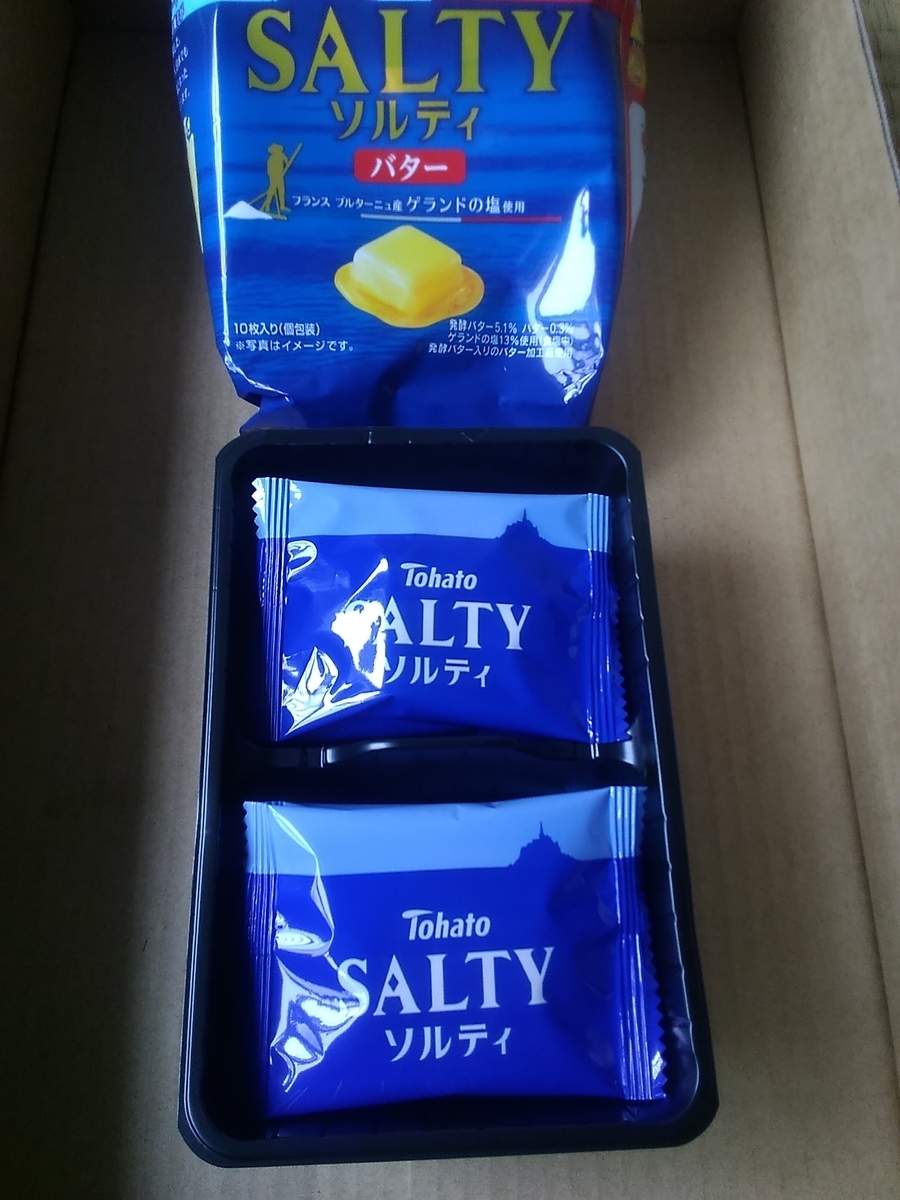 SALTY
ソルティ
バター
フランス ブルターニュ産 ゲランドの塩使用
10枚入り(個包装)
※写真はイメージです。
発酵バター5.1% バター0.3%
ゲランドの塩13%使用(食塩中)
発酵バター入りのバター加工品使用
Tohato
SALTY
ソルティ
Tohato
SALTY
ソルティ